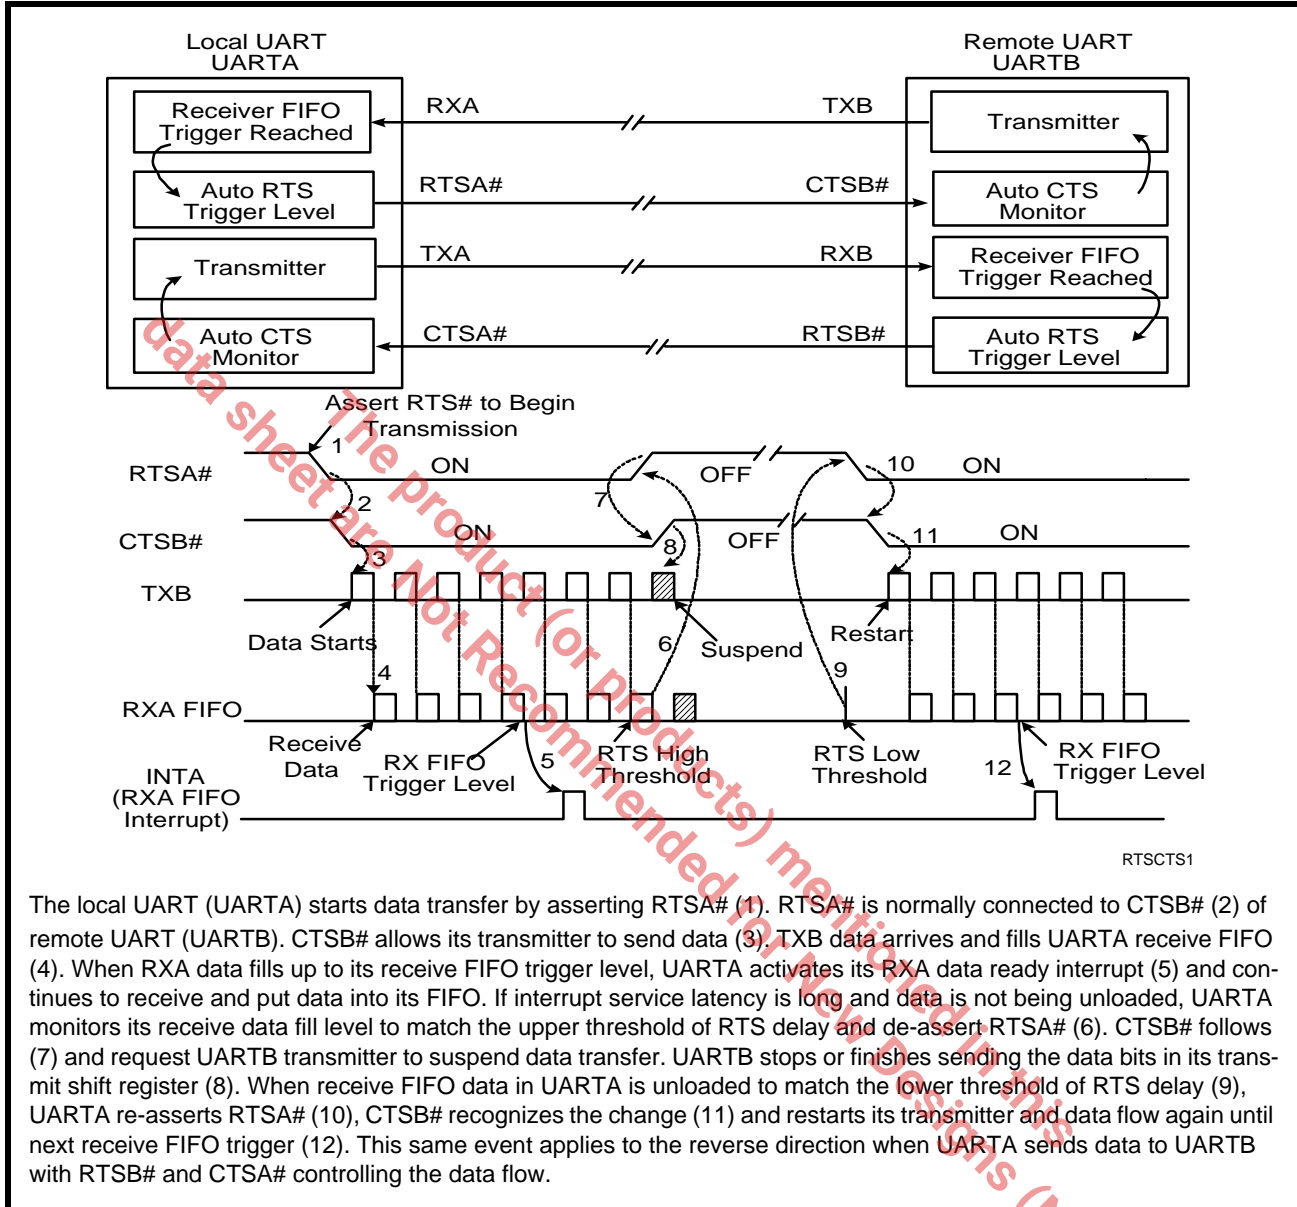 Local UART
UARTA
Remote UART
UARTB
Receiver FIFO
Trigger Reached
RXA
TXB
Transmitter
Auto RTS
Trigger Level
RTSA#
CTSB#
Auto CTS
Monitor
Transmitter
TXA
RXB
Receiver FIFO
Trigger Reached
Auto CTS
Monitor
CTSA#
RTSB#
Auto RTS
Trigger Level
Assert RTS# to Begin
Transmission
1
RTSA#
ON
OFF
10
ON
2
7
CTSB#
ON
8
OFF
11
ON
3
TXB
Data Starts
6
Suspend
Restart
4
9
RXA FIFO
Receive
Data
RX FIFO
Trigger Level
5
RTS High
Threshold
RTS Low
Threshold
12
RX FIFO
Trigger Level
INTA
(RXA FIFO
Interrupt)
RTSCTS1
The local UART (UARTA) starts data transfer by asserting RTSA# (1). RTSA# is normally connected to CTSB# (2) of
remote UART (UARTB). CTSB# allows its transmitter to send data (3). TXB data arrives and fills UARTA receive FIFO
(4). When RXA data fills up to its receive FIFO trigger level, UARTA activates its RXA data ready interrupt (5) and con-
tinues to receive and put data into its FIFO. If interrupt service latency is long and data is not being unloaded, UARTA
monitors its receive data fill level to match the upper threshold of RTS delay and de-assert RTSA# (6). CTSB# follows
(7) and request UARTB transmitter to suspend data transfer. UARTB stops or finishes sending the data bits in its trans-
mit shift register (8). When receive FIFO data in UARTA is unloaded to match the lower threshold of RTS delay (9),
UARTA re-asserts RTSA# (10), CTSB# recognizes the change (11) and restarts its transmitter and data flow again until
next receive FIFO trigger (12). This same event applies to the reverse direction when UARTA sends data to UARTB
with RTSB# and CTSA# controlling the data flow.
The product (or products) mentioned in this
data sheet are Not Recommended for New Designs (